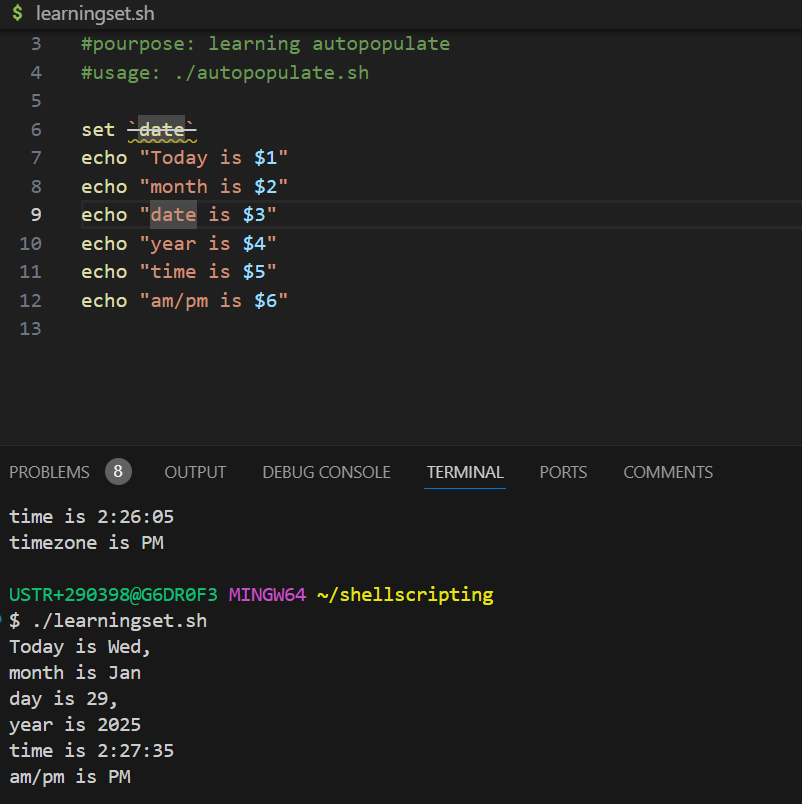 $ learningset.sh
3 #pourpose: learning autopopulate
4 #usage: ./autopopulate.sh
5
6 set `date`
7 echo "Today is $1"
8 echo "month is $2"
9 echo "date is $3"
10 echo "year is $4"
11 echo "time is $5"
12 echo "am/pm is $6"
13
PROBLEMS 8 OUTPUT DEBUG CONSOLE TERMINAL PORTS COMMENTS
time is 2:26:05
timezone is PM
USTR+290398@G6DR0F3 MINGW64 ~/shellscripting
$ ./learningset.sh
Today is Wed,
month is Jan
day is 29,
year is 2025
time is 2:27:35
am/pm is PM